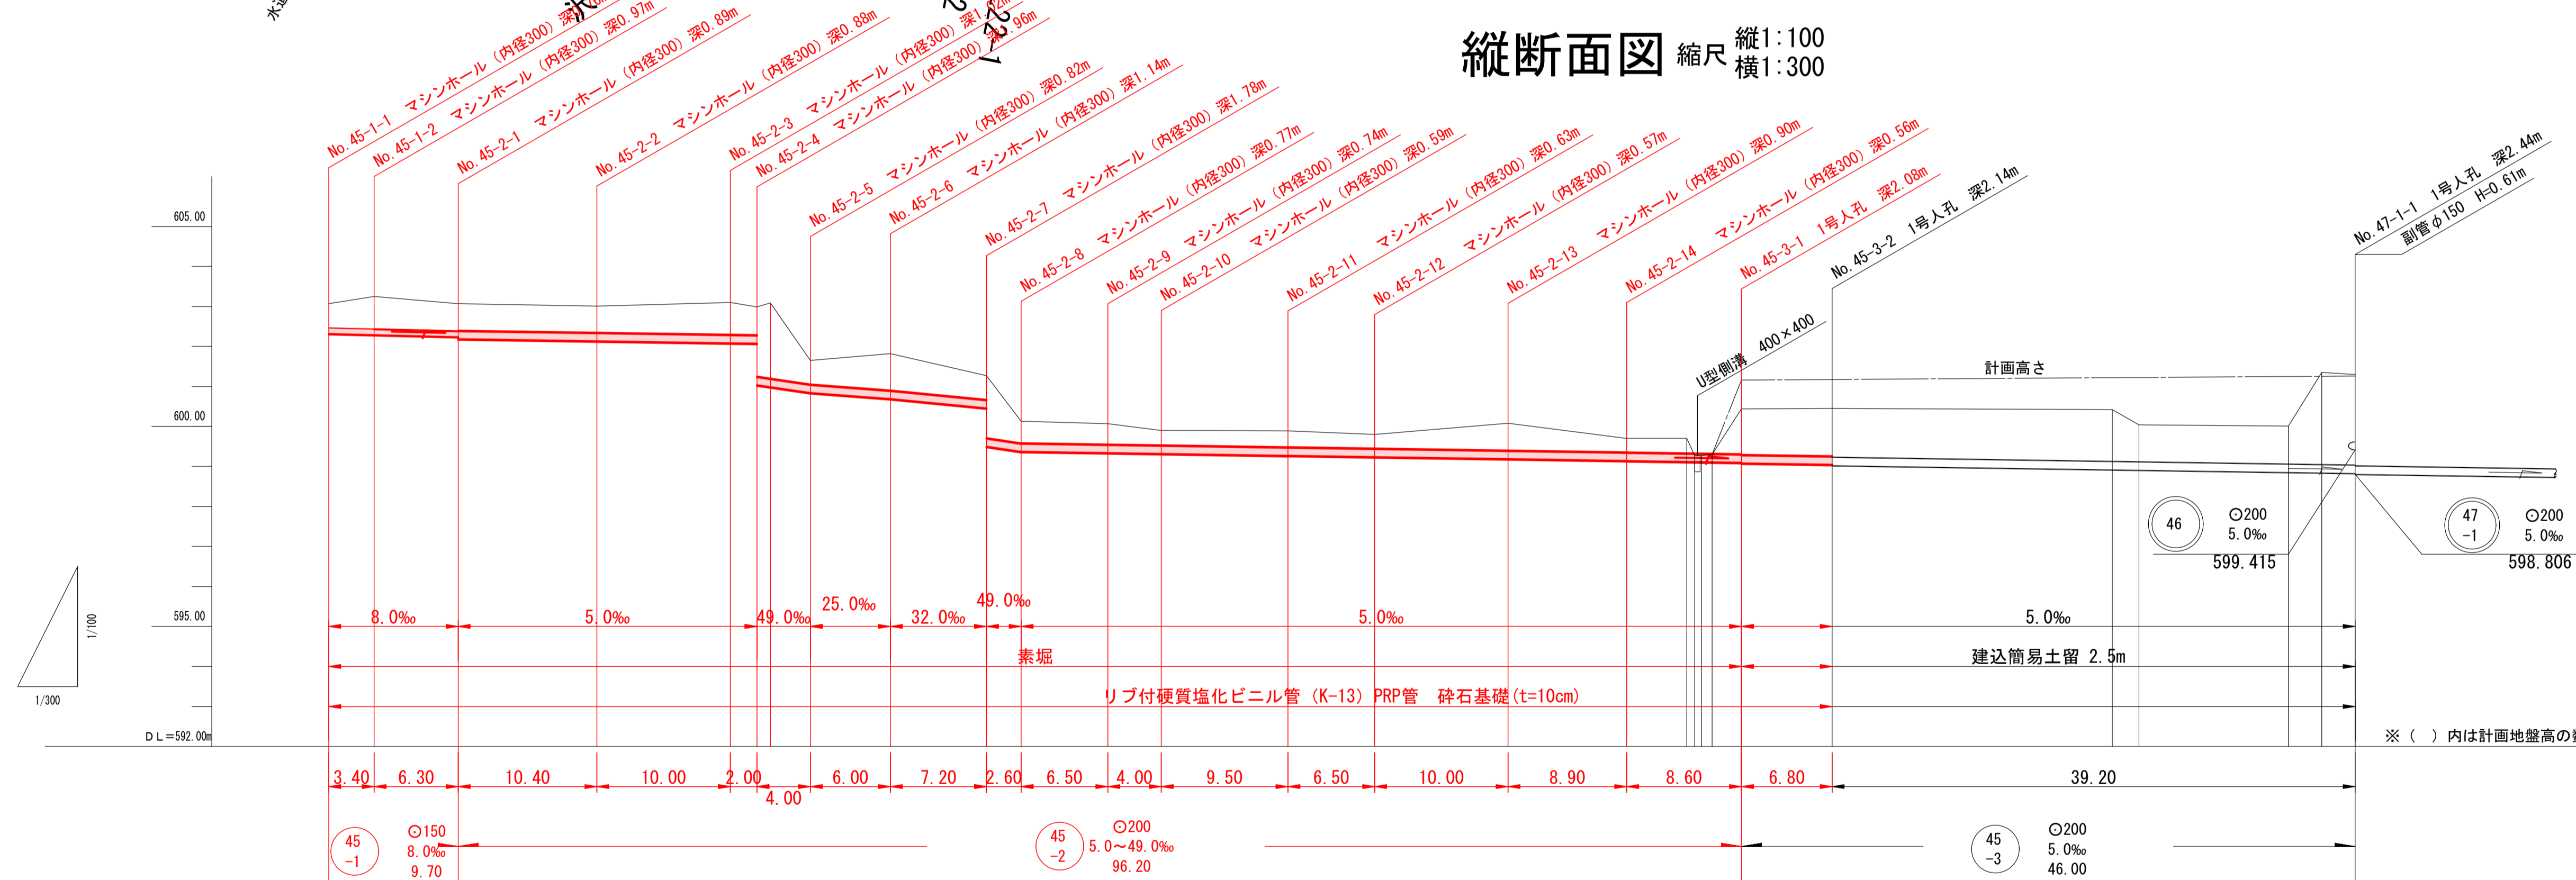 縦断面図 縮尺 縦1:100
横1:300
No.45-1-1 マシンホール（内径300）
No.45-1-2 マシンホール（内径300）深0.97m
No.45-2-1 マシンホール（内径300）深0.89m
No.45-2-2 マシンホール（内径300）深0.88m
No.45-2-3 マシンホール（内径300）深1.02m
No.45-2-4 マシンホール（内径300）深0.96m
No.45-2-5 マシンホール（内径300）深0.82m
No.45-2-6 マシンホール（内径300）深1.14m
No.45-2-7 マシンホール（内径300）深1.78m
No.45-2-8 マシンホール（内径300）深0.77m
No.45-2-9 マシンホール（内径300）深0.74m
No.45-2-10 マシンホール（内径300）深0.59m
No.45-2-11 マシンホール（内径300）深0.63m
No.45-2-12 マシンホール（内径300）深0.57m
No.45-2-13 マシンホール（内径300）深0.90m
No.45-2-14 マシンホール（内径300）深0.56m
No.45-3-1 1号人孔 深2.08m
No.45-3-2 1号人孔 深2.14m
No.47-1-1 1号人孔 深2.44m
副管φ150 H=0.61m
U型側溝 400×400
計画高さ
605.00
600.00
595.00
DL=592.00m
1/100
1/300
46
⊙200
5.0‰
599.415
47
-1
⊙200
5.0‰
598.806
8.0‰ 5.0‰ 49.0‰ 25.0‰ 32.0‰ 49.0‰ 5.0‰ 5.0‰
素堀
建込簡易土留 2.5m
リブ付硬質塩化ビニル管（K-13）PRP管 砕石基礎(t=10cm)
※（ ）内は計画地盤高の
3.40 6.30 10.40 10.00 2.00 4.00 6.00 7.20 2.60 6.50 4.00 9.50 6.50 10.00 8.90 8.60 6.80 39.20
45
-1
⊙150
8.0‰
9.70
45
-2
⊙200
5.0～49.0‰
96.20
45
-3
⊙200
5.0‰
46.00